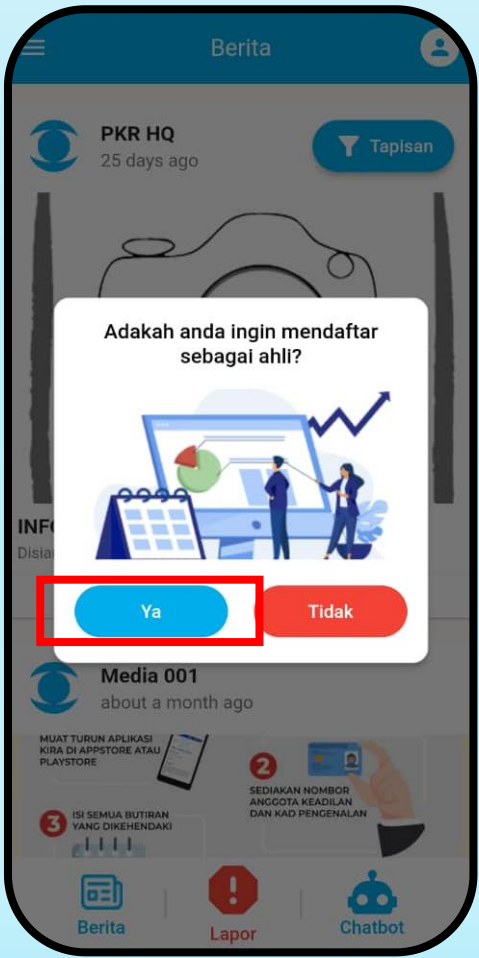 Berita
PKR HQ
25 days ago
Tapisan
Adakah anda ingin mendaftar
sebagai ahli?
INF
Disia
Ya
Tidak
Media 001
about a month ago
MUAT TURUN APLIKASI
KIRA DI APPSTORE ATAU
PLAYSTORE
2
SEDIAKAN NOMBOR
ANGGOTA KEADILAN
DAN KAD PENGENALAN
3
ISI SEMUA BUTIRAN
YANG DIKEHENDAKI
Berita
Lapor
Chatbot